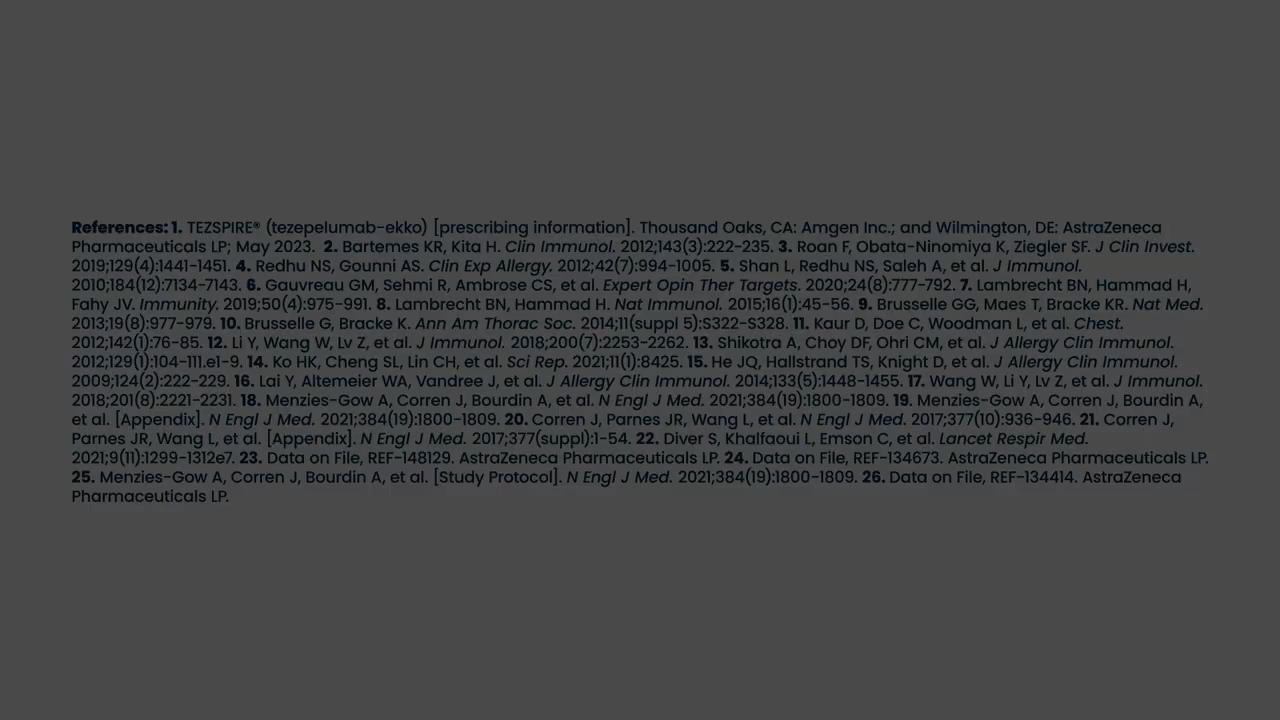 References: 1. TEZSPIRE® (tezepelumab-ekko) [prescribing information]. Thousand Oaks, CA: Amgen Inc.; and Wilmington, DE: AstraZeneca
Pharmaceuticals LP; May 2023. 2. Bartemes KR, Kita H. Clin Immunol. 2012;143(3):222-235. 3. Roan F, Obata-Ninomiya K, Ziegler SF. J Clin Invest.
2019;129(4):1441-1451. 4. Redhu NS, Gounni AS. Clin Exp Allergy. 2012;42(7):994-1005. 5. Shan L, Redhu NS, Saleh A, et al. J Immunol.
2010;184(12):7134-7143. 6. Gauvreau GM, Sehmi R, Ambrose CS, et al. Expert Opin Ther Targets. 2020;24(8):777-792. 7. Lambrecht BN, Hammad H,
Fahy JV. Immunity. 2019;50(4):975-991. 8. Lambrecht BN, Hammad H. Nat Immunol. 2015;16(1):45-56. 9. Brusselle GG, Maes T, Bracke KR. Nat Med.
2013;19(8):977-979. 10. Brusselle G, Bracke K. Ann Am Thorac Soc. 2014;11(suppl 5):S322-S328. 11. Kaur D, Doe C, Woodman L, et al. Chest.
2012;142(1):76-85. 12. Li Y, Wang W, Lv Z, et al. J Immunol. 2018;200(7):2253-2262. 13. Shikotra A, Choy DF, Ohri CM, et al. J Allergy Clin Immunol.
2012;129(1):104-111.e1-9. 14. Ko HK, Cheng SL, Lin CH, et al. Sci Rep. 2021;11(1):8425. 15. He JQ, Hallstrand TS, Knight D, et al. J Allergy Clin Immunol.
2009;124(2):222-229. 16. Lai Y, Altemeier WA, Vandree J, et al. J Allergy Clin Immunol. 2014;133(5):1448-1455. 17. Wang W, Li Y, Lv Z, et al. J Immunol.
2018;201(8):2221-2231. 18. Menzies-Gow A, Corren J, Bourdin A, et al. N Engl J Med. 2021;384(19):1800-1809. 19. Menzies-Gow A, Corren J, Bourdin A,
et al. [Appendix]. N Engl J Med. 2021;384(19):1800-1809. 20. Corren J, Parnes JR, Wang L, et al. N Engl J Med. 2017;377(10):936-946. 21. Corren J,
Parnes JR, Wang L, et al. [Appendix]. N Engl J Med. 2017;377(suppl):1-54. 22. Diver S, Khalfaoui L, Emson C, et al. Lancet Respir Med.
2021;9(11):1299-1312e7. 23. Data on File, REF-148129. AstraZeneca Pharmaceuticals LP. 24. Data on File, REF-134673. AstraZeneca Pharmaceuticals LP.
25. Menzies-Gow A, Corren J, Bourdin A, et al. [Study Protocol]. N Engl J Med. 2021;384(19):1800-1809. 26. Data on File, REF-134414. AstraZeneca
Pharmaceuticals LP.